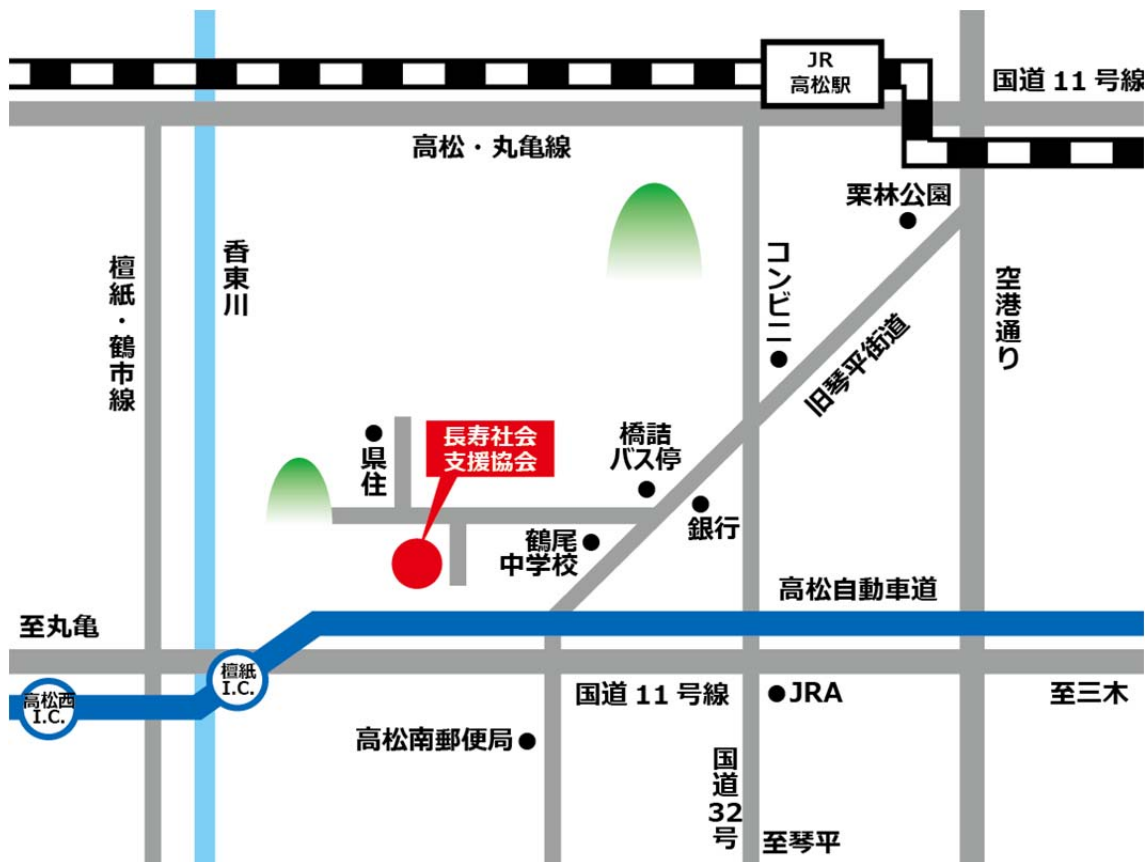 JR
高松駅
国道 11 号線
高松・丸亀線
栗林公園
檀紙・鶴市線
香東川
コンビニ
空港通り
旧琴平街道
長寿社会
支援協会
県住
橋詰
バス停
銀行
鶴尾
中学校
高松自動車道
至丸亀
檀紙
I.C.
高松西
I.C.
国道 11 号線
JRA
至三木
高松南郵便局
国道32号
至琴平